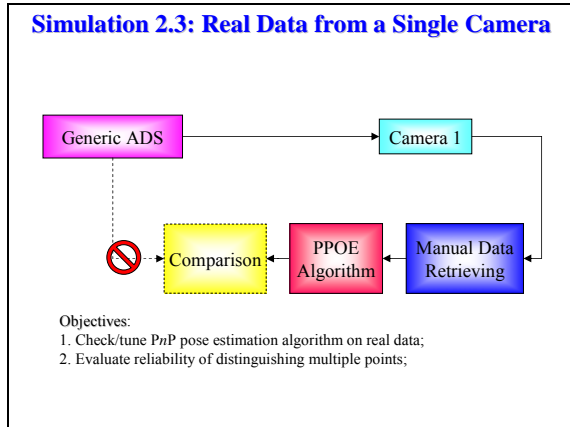 Simulation 2.3: Real Data from a Single Camera
Generic ADS
Camera 1
Comparison
PPOE
Algorithm
Manual Data
Retrieving
Objectives:
1. Check/tune PnP pose estimation algorithm on real data;
2. Evaluate reliability of distinguishing multiple points;